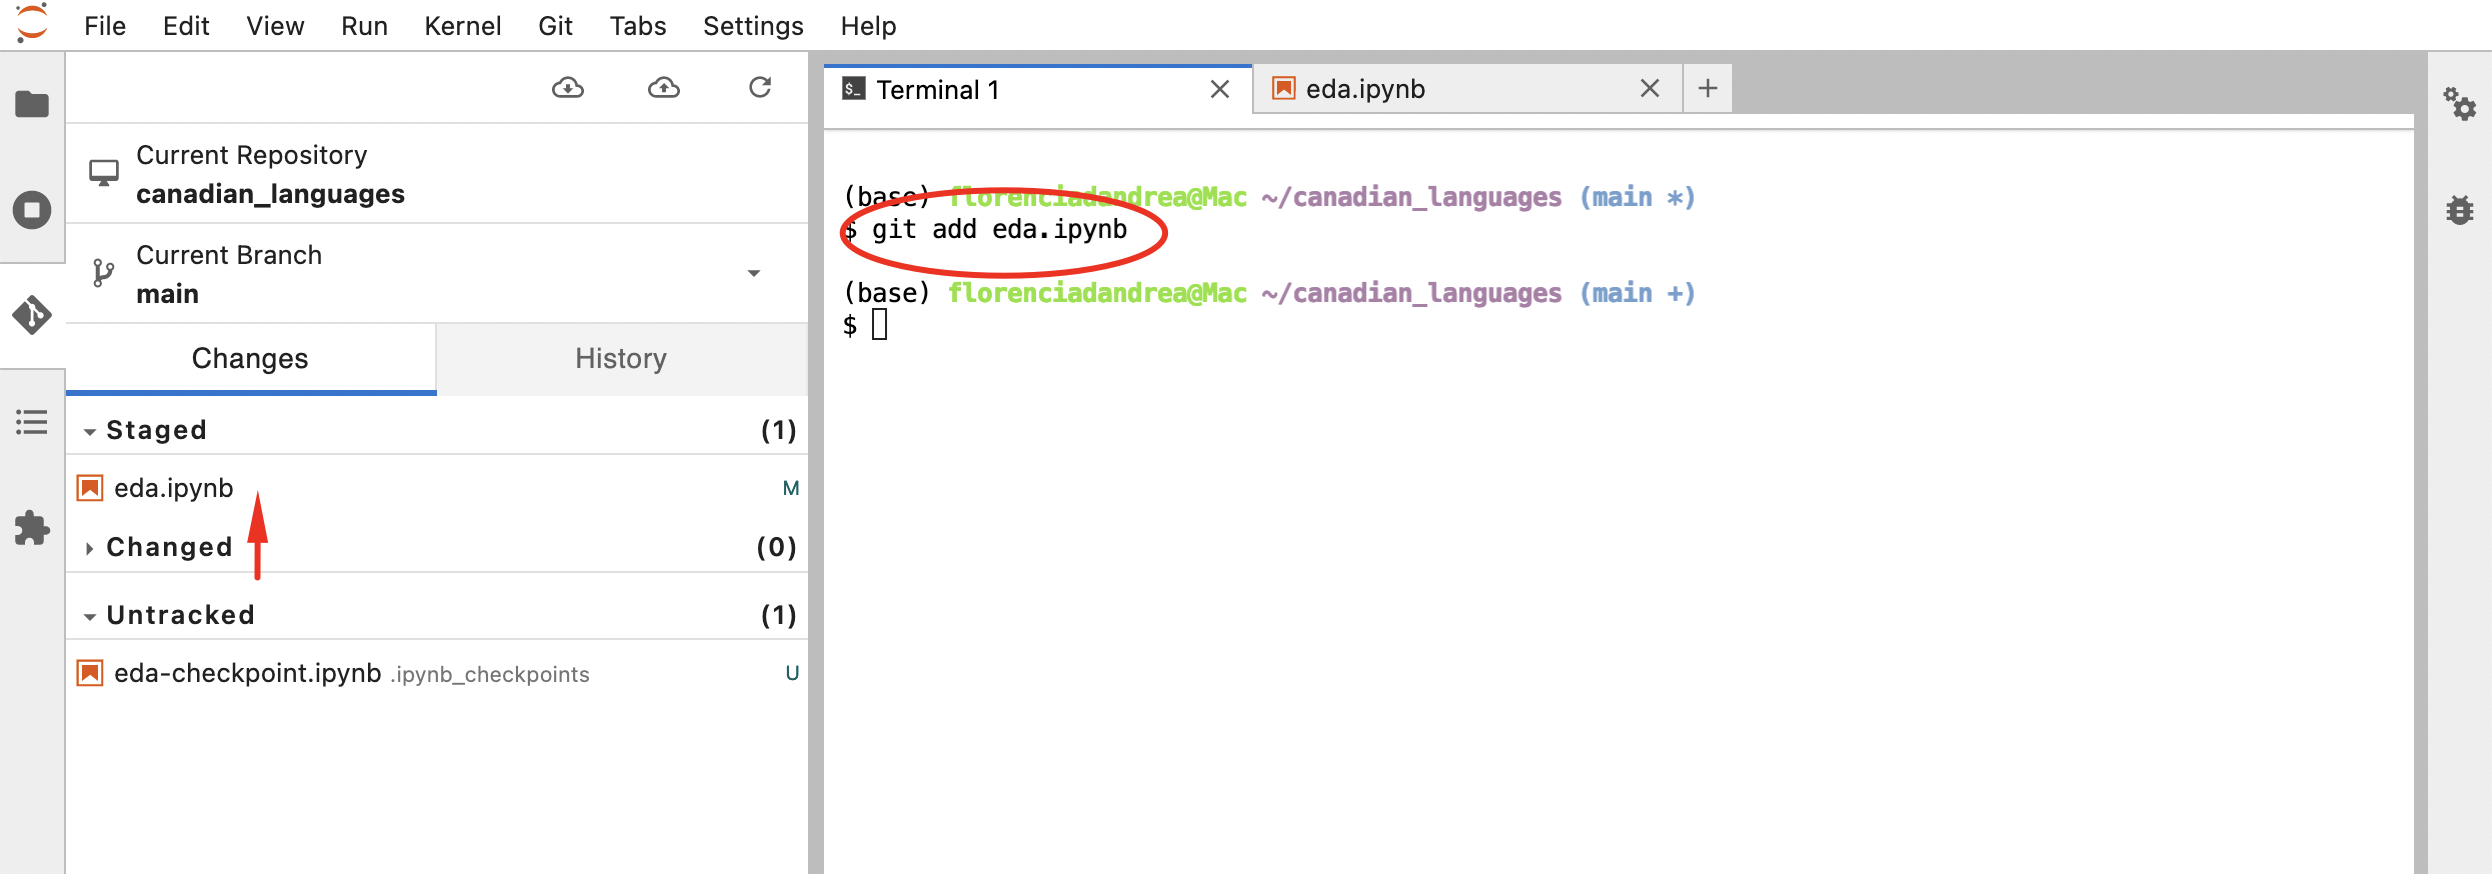 File Edit View Run Kernel Git Tabs Settings Help
Current Repository
canadian_languages
Current Branch
main
Changes History
Staged (1)
eda.ipynb M
Changed (0)
Untracked (1)
eda-checkpoint.ipynb .ipynb_checkpoints U
$_ Terminal 1 eda.ipynb
(base) florenciadandrea@Mac ~/canadian_languages (main *)
$ git add eda.ipynb
(base) florenciadandrea@Mac ~/canadian_languages (main +)
$